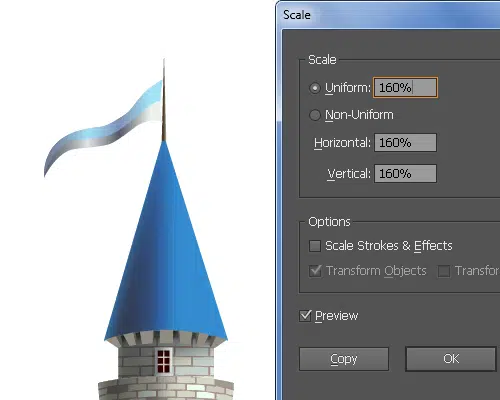 Scale
Scale
Uniform: 160%
Non-Uniform
Horizontal: 160%
Vertical: 160%
Options
Scale Strokes & Effects
Transform Objects Transfor
Preview
Copy OK